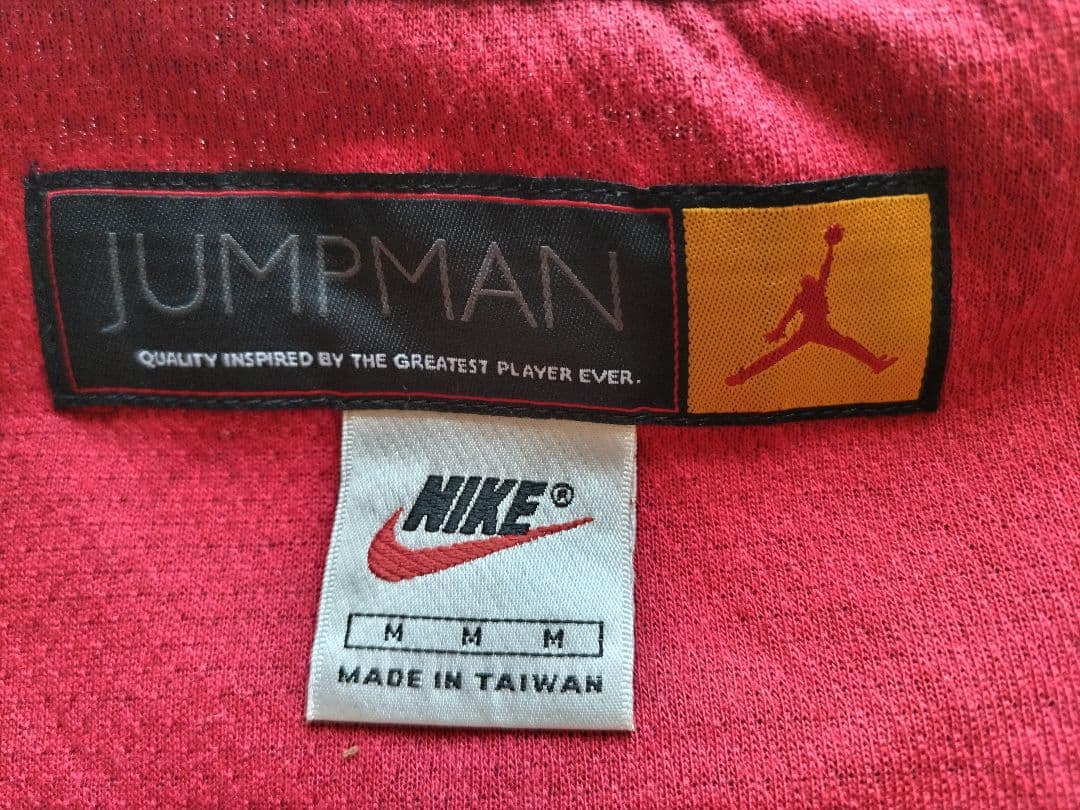 JUMPMAN
QUALITY INSPIRED BY THE GREATEST PLAYER EVER.
NIKE®
M M M
MADE IN TAIWAN